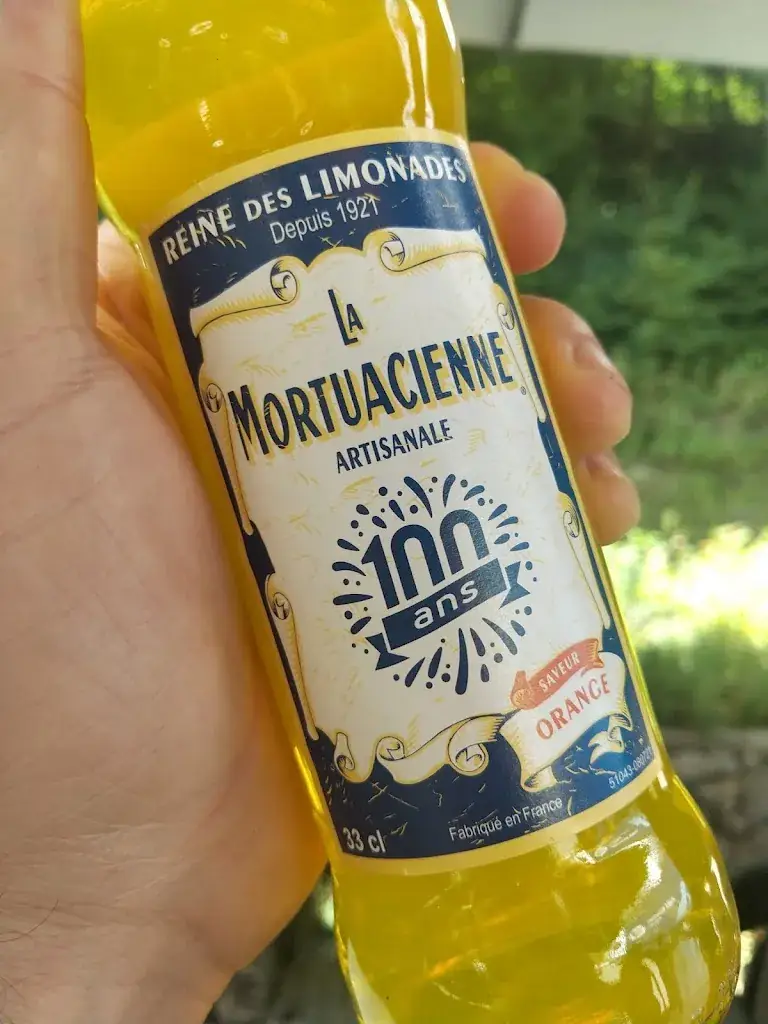 REINE DES LIMONADES
Depuis 1921
LA
MORTUACIENNE®
ARTISANALE
100
ans
SAVEUR
ORANGE
33 cl
Fabriqué en France